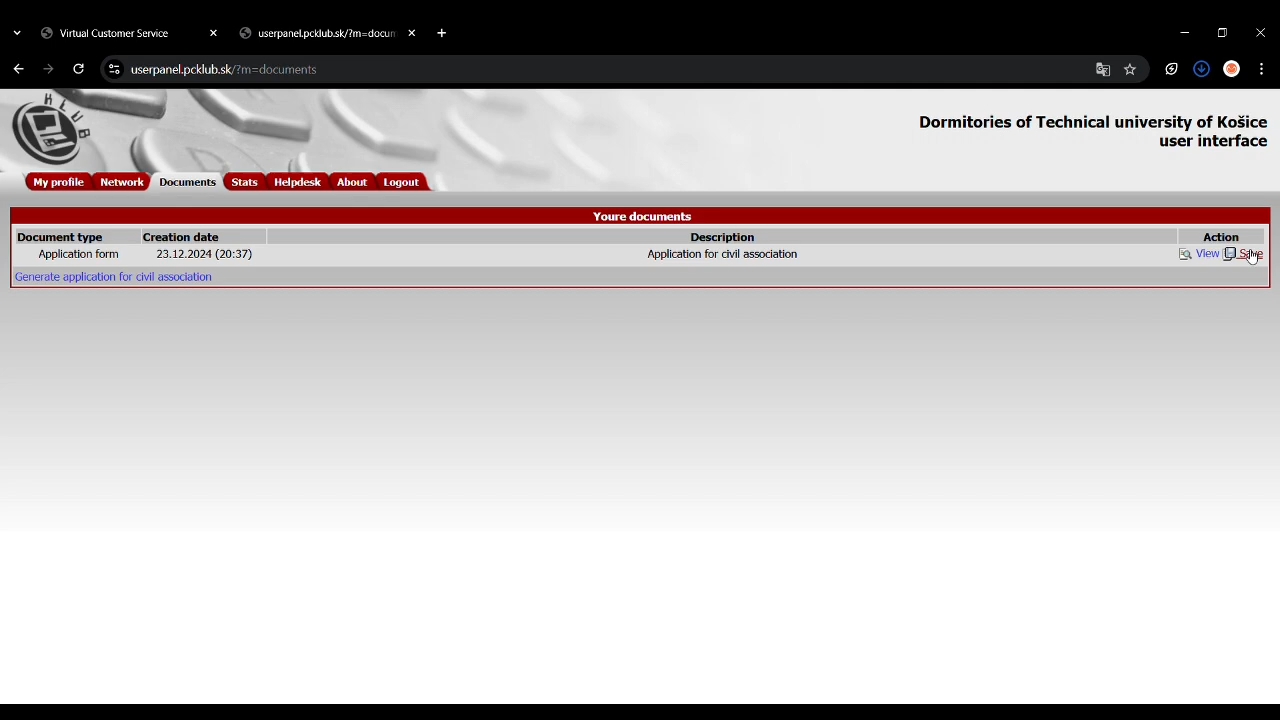 Virtual Customer Service
userpanel.pcklub.sk/?m=docun
userpanel.pcklub.sk/?m=documents
KLUB
Dormitories of Technical university of Košice
user interface
My profile Network Documents Stats Helpdesk About Logout
Youre documents
Document type Creation date Description Action
Application form 23.12.2024 (20:37) Application for civil association View Save
Generate application for civil association